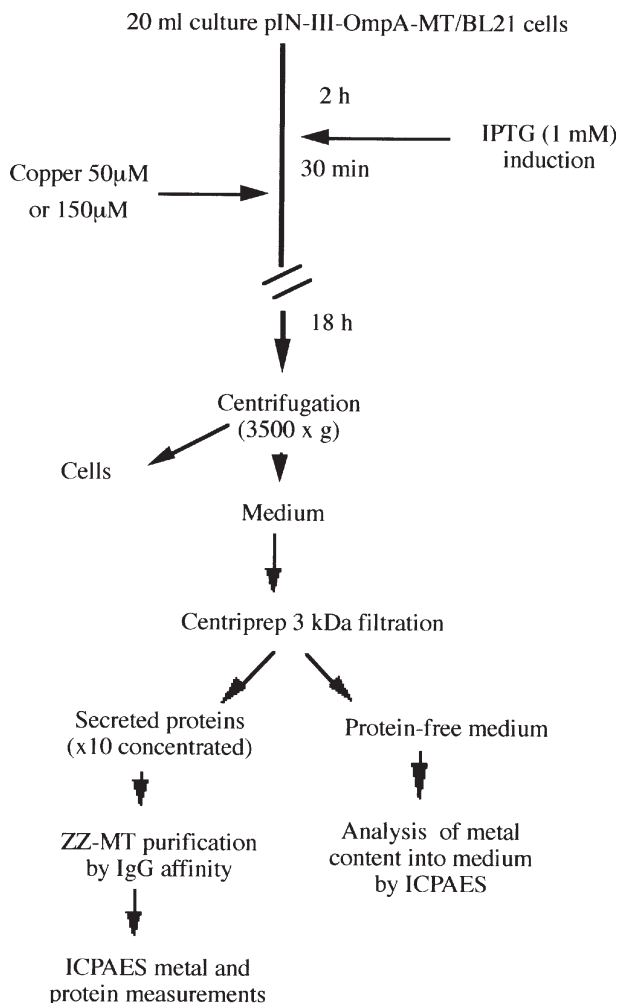 20 ml culture pIN-III-OmpA-MT/BL21 cells
2 h
IPTG (1 mM)
induction
30 min
Copper 50μM
or 150μM
18 h
Centrifugation
(3500 x g)
Cells
Medium
Centriprep 3 kDa filtration
Secreted proteins
(x10 concentrated)
Protein-free medium
ZZ-MT purification
by IgG affinity
Analysis of metal
content into medium
by ICPAES
ICPAES metal and
protein measurements